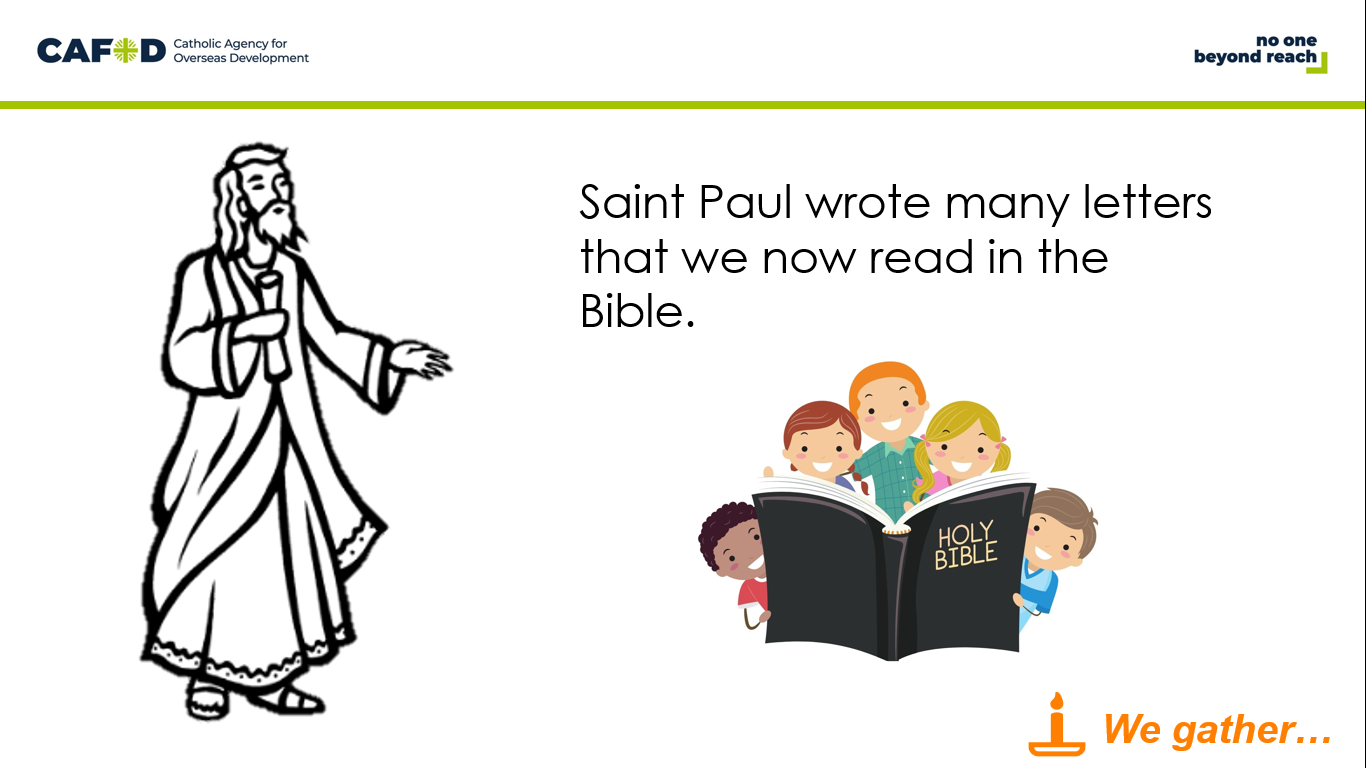 CAFOD Catholic Agency for
Overseas Development
no one
beyond reach
Saint Paul wrote many letters
that we now read in the
Bible.
HOLY
BIBLE
We gather…